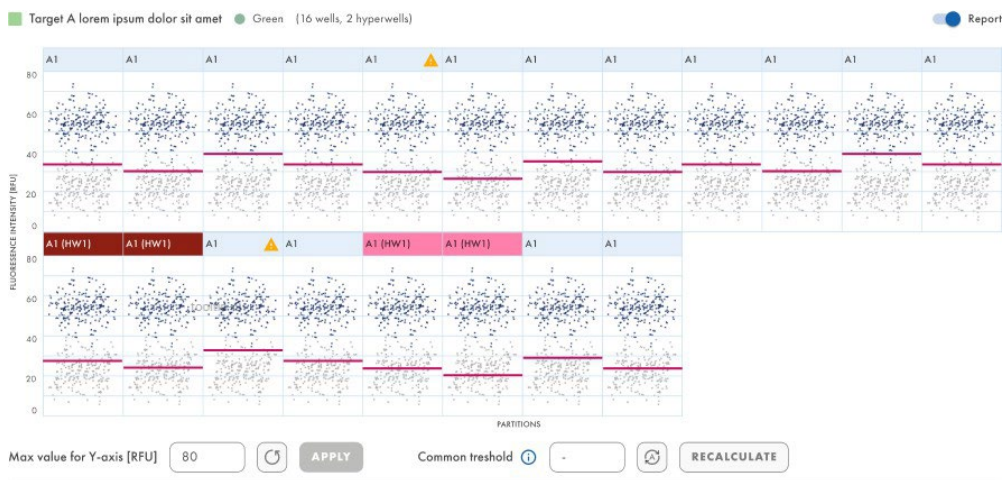 Target A lorem ipsum dolor sit amet Green (16 wells, 2 hyperwells) Report
A1 A1 A1 A1 A1 A1 A1 A1 A1 A1 A1 A1
80
60
40
20
0
FLUORESENCE INTENSITY [RFU]
A1 (HW1) A1 (HW1) A1 A1 A1 (HW1) A1 (HW1) A1 A1
80
60
40
20
0
PARTITIONS
Max value for Y-axis [RFU] 80 APPLY Common treshold i - A RECALCULATE